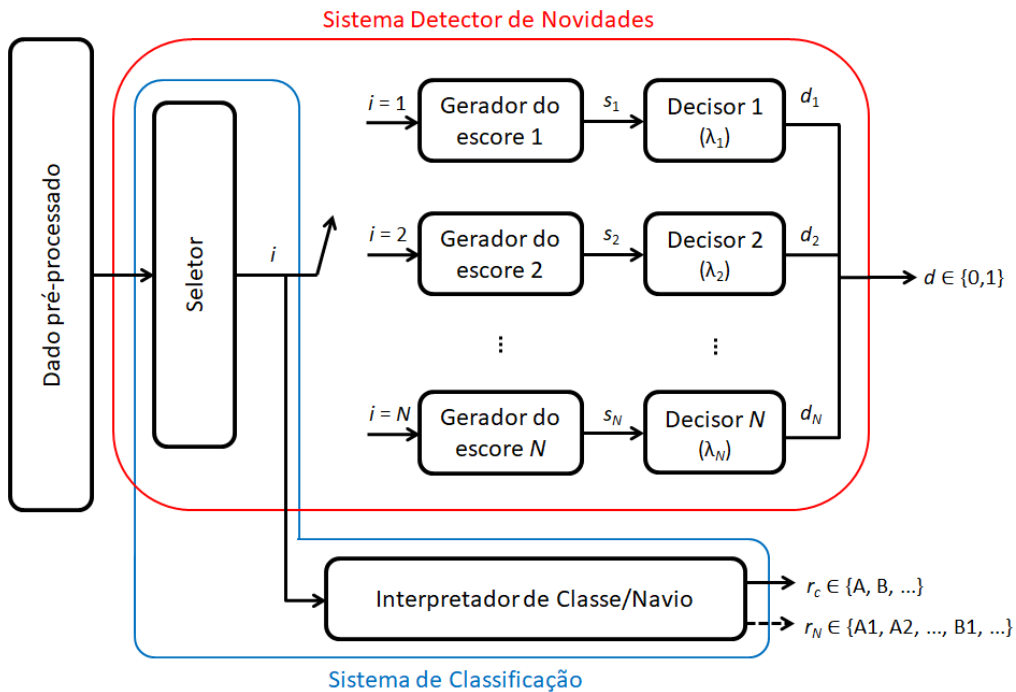 Sistema Detector de Novidades
Dado pré-processado
Seletor
i
i = 1
Gerador do
escore 1
s1
Decisor 1
(λ1)
d1
i = 2
Gerador do
escore 2
s2
Decisor 2
(λ2)
d2
d ∈ {0,1}
...
...
i = N
Gerador do
escore N
sN
Decisor N
(λN)
dN
Interpretador de Classe/Navio
rc ∈ {A, B, ...}
rN ∈ {A1, A2, ..., B1, ...}
Sistema de Classificação